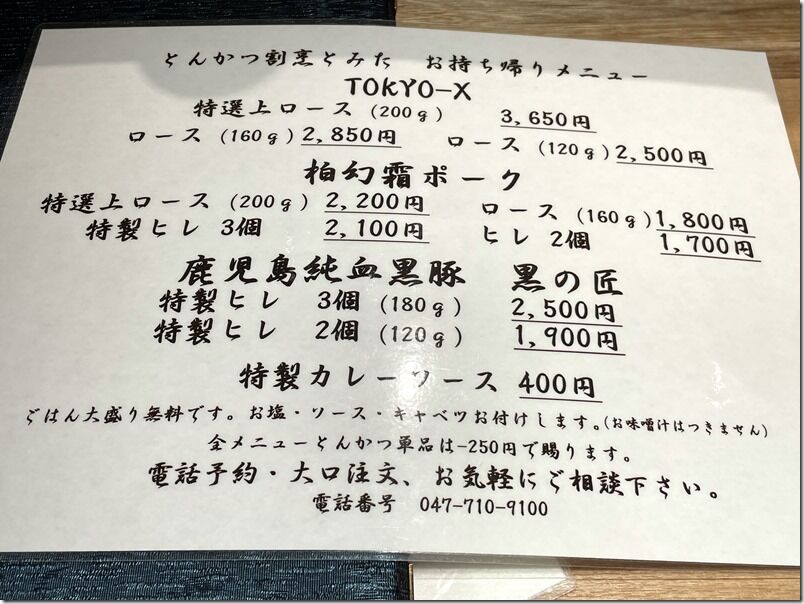 とんかつ割烹とみた お持ち帰りメニュー
TOKYO-X
特選上ロース (200g) 3,650円
ロース (160g) 2,850円 ロース (120g) 2,500円
柏幻霜ポーク
特選上ロース (200g) 2,200円 ロース (160g) 1,800円
特製ヒレ 3個 2,100円 ヒレ 2個 1,700円
鹿児島純血黒豚 黒の匠
特製ヒレ 3個 (180g) 2,500円
特製ヒレ 2個 (120g) 1,900円
特製カレーソース 400円
ごはん大盛り無料です。お塩・ソース・キャベツお付けします。(お味噌汁はつきません)
全メニューとんかつ単品は-250円で賜ります。
電話予約・大口注文、お気軽にご相談下さい。
電話番号 047-710-9100